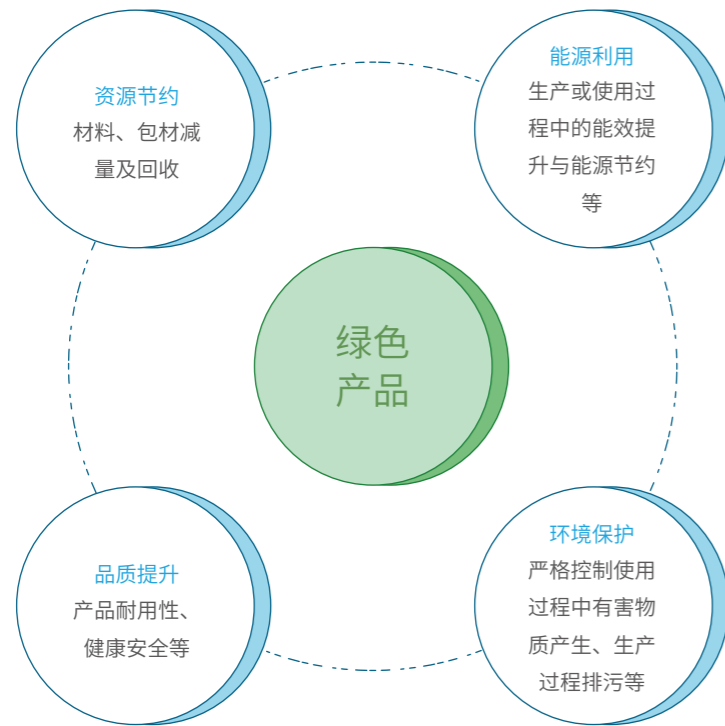 资源节约
材料、包材减
量及回收
能源利用
生产或使用过
程中的能效提
升与能源节约
等
绿色
产品
品质提升
产品耐用性、
健康安全等
环境保护
严格控制使用
过程中有害物
质产生、生产
过程排污等